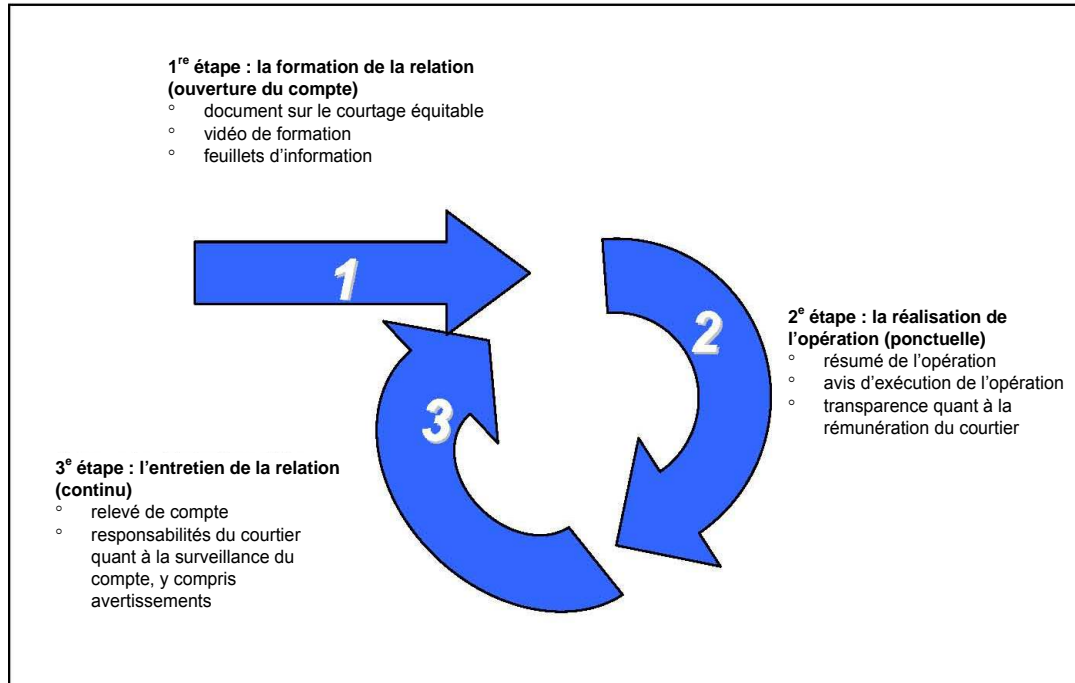 1re étape : la formation de la relation
(ouverture du compte)
° document sur le courtage équitable
° vidéo de formation
° feuillets d’information
1
2
2e étape : la réalisation de
l’opération (ponctuelle)
° résumé de l’opération
° avis d’exécution de l’opération
° transparence quant à la
rémunération du courtier
3
3e étape : l’entretien de la relation
(continu)
° relevé de compte
° responsabilités du courtier
quant à la surveillance du
compte, y compris
avertissements